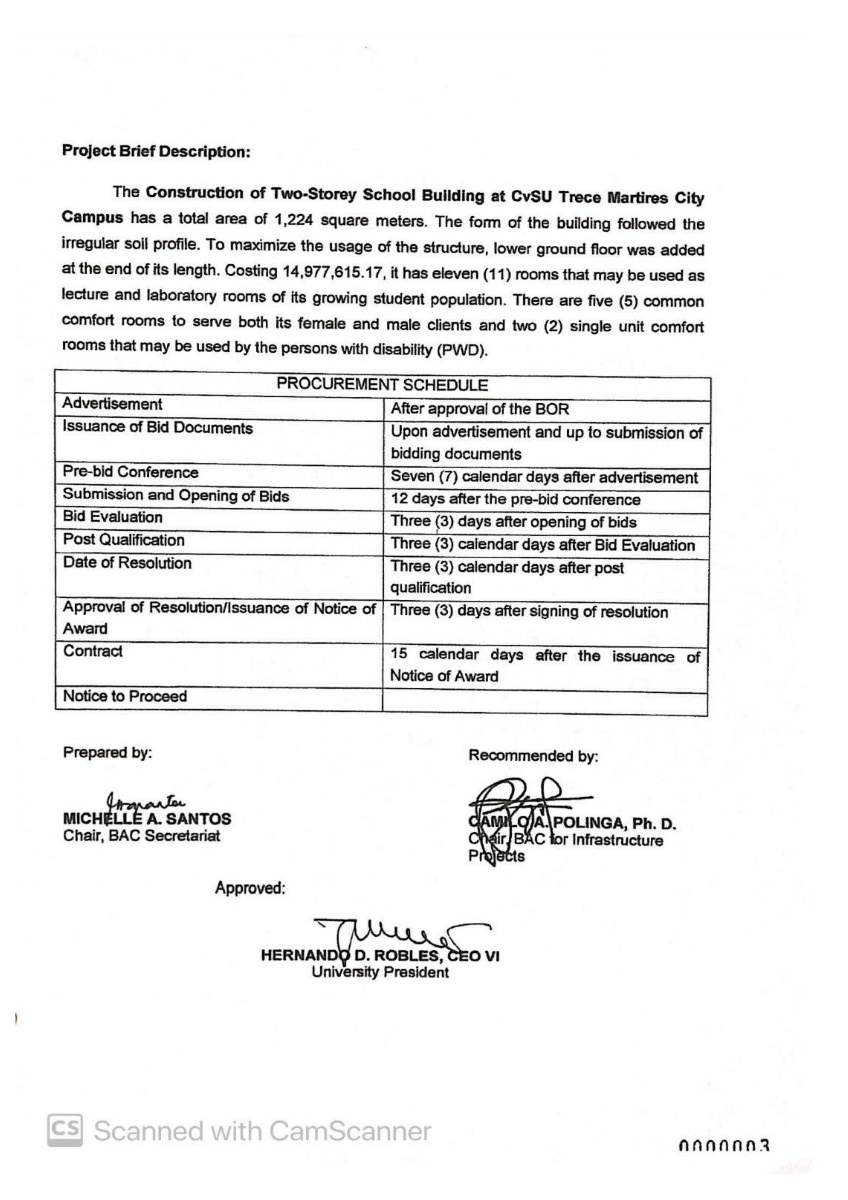 Project Brief Description:
The Construction of Two-Storey School Building at CvSU Trece Martires City
Campus has a total area of 1,224 square meters. The form of the building followed the
irregular soil profile. To maximize the usage of the structure, lower ground floor was added
at the end of its length. Costing 14,977,615.17, it has eleven (11) rooms that may be used as
lecture and laboratory rooms of its growing student population. There are five (5) common
comfort rooms to serve both its female and male clients and two (2) single unit comfort
rooms that may be used by the persons with disability (PWD).
PROCUREMENT SCHEDULE
Advertisement
After approval of the BOR
Issuance of Bid Documents
Upon advertisement and up to submission of
bidding documents
Pre-bid Conference
Seven (7) calendar days after advertisement
Submission and Opening of Bids
12 days after the pre-bid conference
Bid Evaluation
Three (3) days after opening of bids
Post Qualification
Three (3) calendar days after Bid Evaluation
Date of Resolution
Three (3) calendar days after post
qualification
Approval of Resolution/Issuance of Notice of
Award
Three (3) days after signing of resolution
Contract
15 calendar days after the issuance of
Notice of Award
Notice to Proceed
Prepared by:
MICHELLE A. SANTOS
Chair, BAC Secretariat
Recommended by:
CAMILO A. POLINGA, Ph. D.
Chair, BAC for Infrastructure
Projects
Approved:
HERNANDO D. ROBLES, CEO VI
University President
CS Scanned with CamScanner
0000003